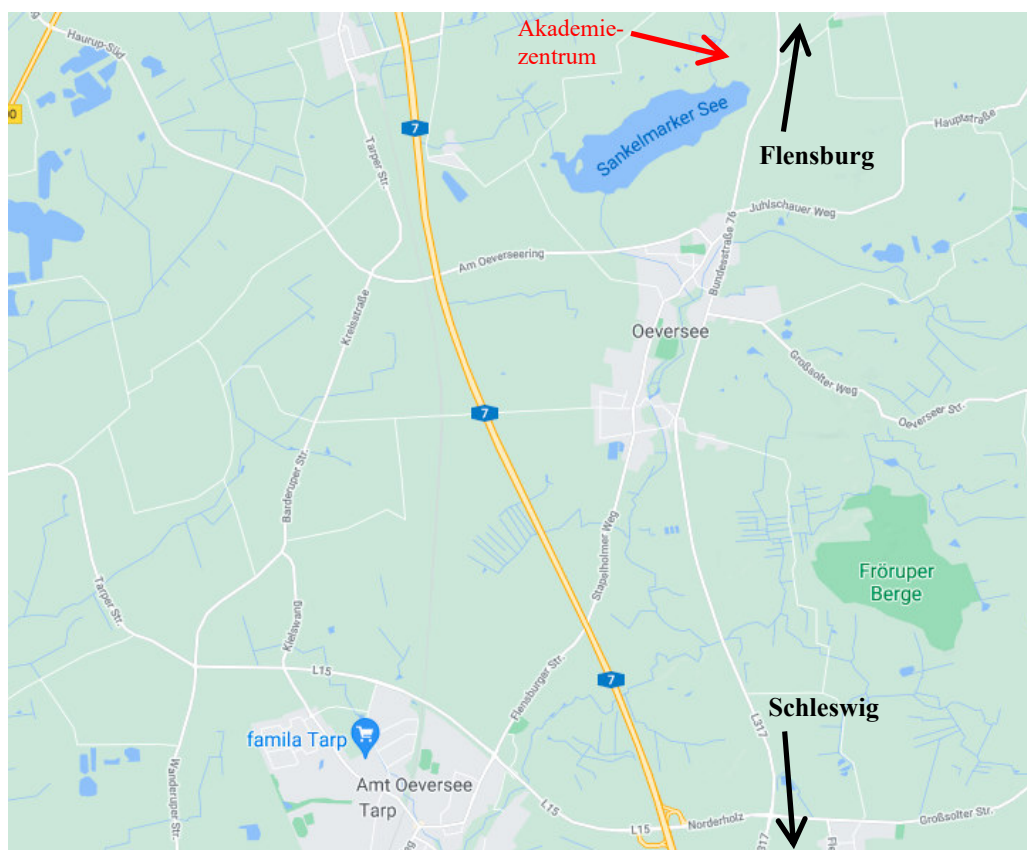 Akademie-
zentrum
Haurup-Süd
7
Sankelmarker See
Hauptstraße
Flensburg
Tarper Str.
Juhlschauer Weg
Am Oeverseering
Bundesstraße 76
Kreisstraße
Oeversee
Großsolter Weg
7
Oeverseer Str.
Barderuper Str.
Stapelholmer Weg
Fröruper
Berge
Tarper Str.
Kielswang
L15
7
Flensburger Str.
Schleswig
L317
famila Tarp
Wanderuper Str.
Amt Oeversee
Tarp
L15
L15
Norderholz
Großsolter Str.